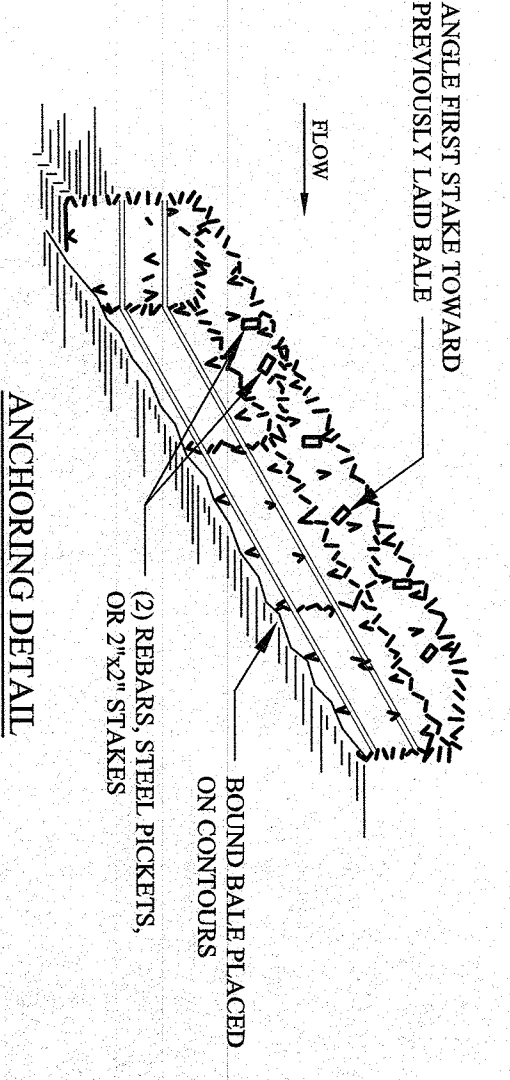 ANGLE FIRST STAKE TOWARD
PREVIOUSLY LAID BALE
FLOW
BOUND BALE PLACED
ON CONTOURS
(2) REBARS, STEEL PICKETS,
OR 2"x2" STAKES
ANCHORING DETAIL